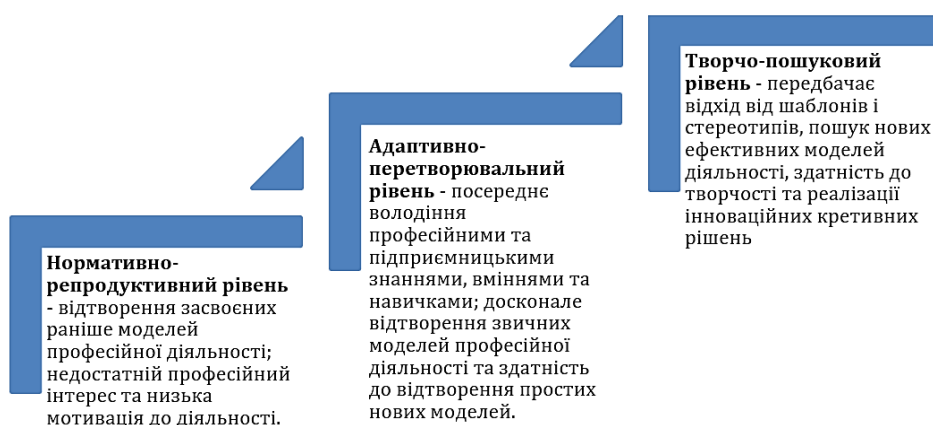 Нормативно-
репродуктивний рівень
- відтворення засвоєних
раніше моделей
професійної діяльності;
недостатній професійний
інтерес та низька
мотивація до діяльності.
Адаптивно-
перетворювальний
рівень - посереднє
володіння
професійними та
підприємницькими
знаннями, вміннями та
навичками; досконале
відтворення звичних
моделей професійної
діяльності та здатність
до відтворення простих
нових моделей.
Творчо-пошуковий
рівень - передбачає
відхід від шаблонів і
стереотипів, пошук нових
ефективних моделей
діяльності, здатність до
творчості та реалізації
інноваційних кретивних
рішень